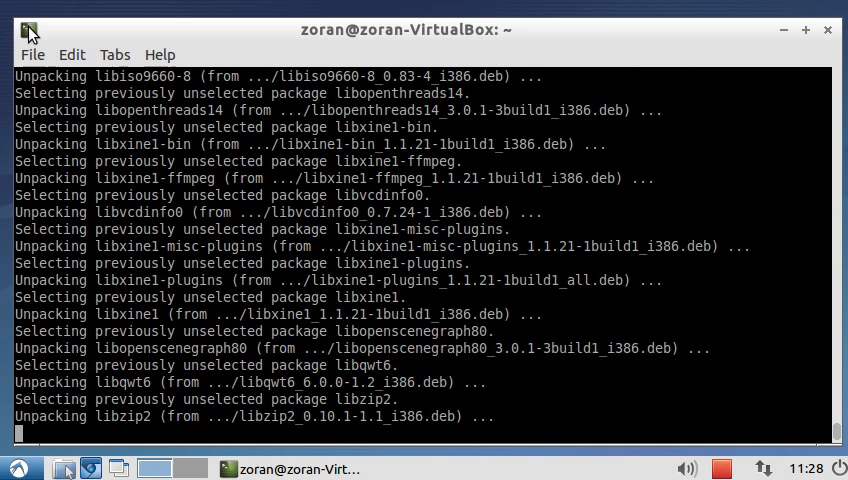 zoran@zoran-VirtualBox: ~
File Edit Tabs Help
Unpacking libiso9660-8 (from .../libiso9660-8_0.83-4_i386.deb) ...
Selecting previously unselected package libopenthreads14.
Unpacking libopenthreads14 (from .../libopenthreads14_3.0.1-3build1_i386.deb) ...
Selecting previously unselected package libxine1-bin.
Unpacking libxine1-bin (from .../libxine1-bin_1.1.21-1build1_i386.deb) ...
Selecting previously unselected package libxine1-ffmpeg.
Unpacking libxine1-ffmpeg (from .../libxine1-ffmpeg_1.1.21-1build1_i386.deb) ...
Selecting previously unselected package libvcdinfo0.
Unpacking libvcdinfo0 (from .../libvcdinfo0_0.7.24-1_i386.deb) ...
Selecting previously unselected package libxine1-misc-plugins.
Unpacking libxine1-misc-plugins (from .../libxine1-misc-plugins_1.1.21-1build1_i386.deb) ...
Selecting previously unselected package libxine1-plugins.
Unpacking libxine1-plugins (from .../libxine1-plugins_1.1.21-1build1_all.deb) ...
Selecting previously unselected package libxine1.
Unpacking libxine1 (from .../libxine1_1.1.21-1build1_i386.deb) ...
Selecting previously unselected package libopenscenegraph80.
Unpacking libopenscenegraph80 (from .../libopenscenegraph80_3.0.1-3build1_i386.deb) ...
Selecting previously unselected package libqwt6.
Unpacking libqwt6 (from .../libqwt6_6.0.0-1.2_i386.deb) ...
Selecting previously unselected package libzip2.
Unpacking libzip2 (from .../libzip2_0.10.1-1.1_i386.deb) ...
zoran@zoran-Virt... 11:28